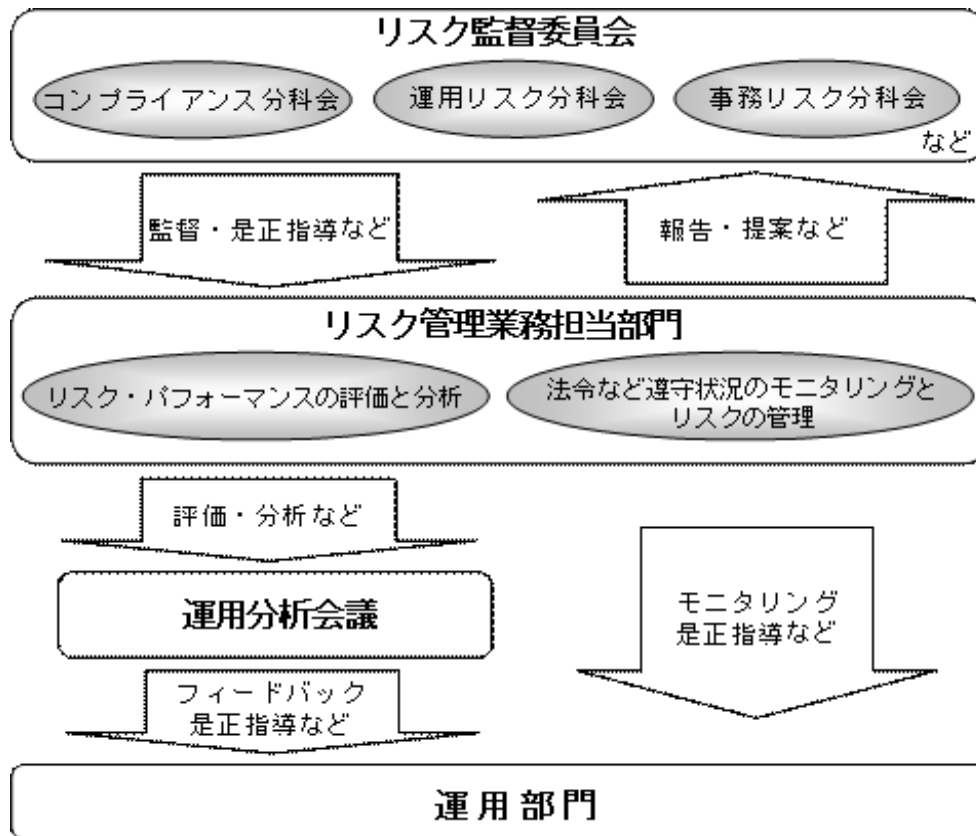 リスク監督委員会
コンプライアンス分科会
運用リスク分科会
事務リスク分科会
など
監督・是正指導など
報告・提案など
リスク管理業務担当部門
リスク・パフォーマンスの評価と分析
法令など遵守状況のモニタリングと
リスクの管理
評価・分析など
運用分析会議
モニタリング
是正指導など
フィードバック
是正指導など
運用部門